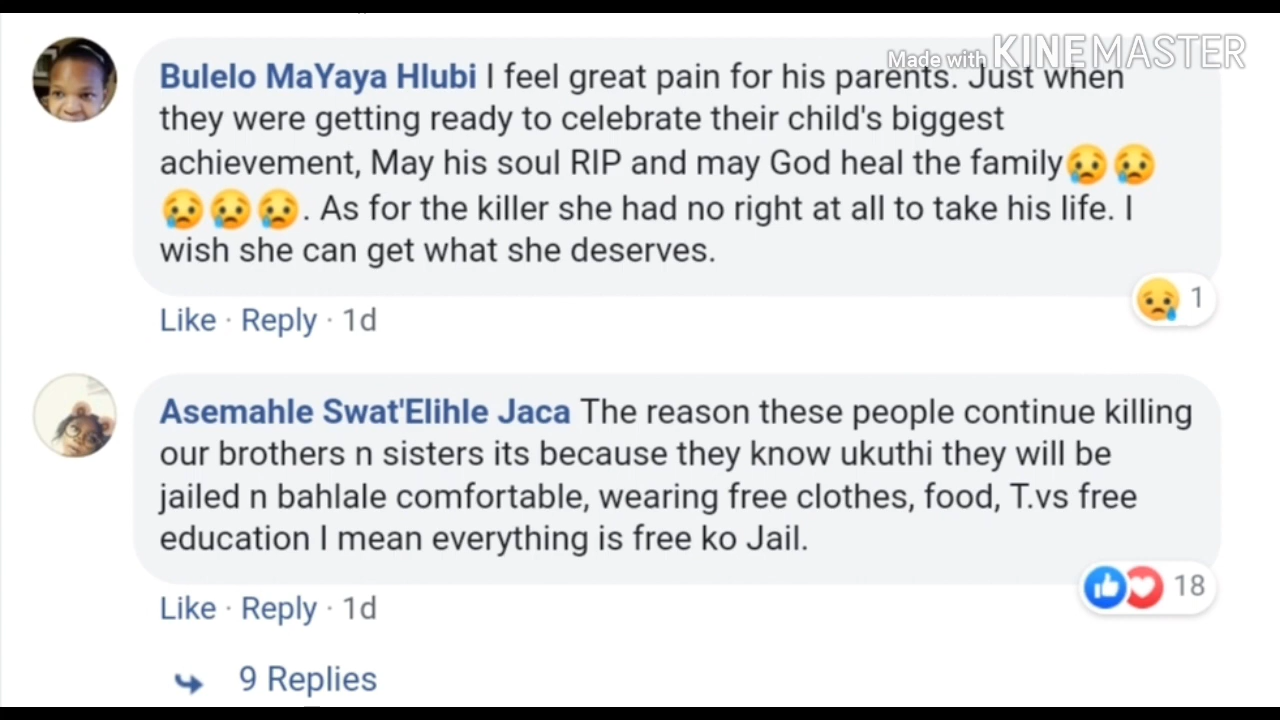 Made with KINEMASTER
Bulelo MaYaya Hlubi I feel great pain for his parents. Just when
they were getting ready to celebrate their child's biggest
achievement, May his soul RIP and may God heal the family😢😢
😢😢😢. As for the killer she had no right at all to take his life. I
wish she can get what she deserves.
1
Like · Reply · 1d
Asemahle Swat'Elihle Jaca The reason these people continue killing
our brothers n sisters its because they know ukuthi they will be
jailed n bahlale comfortable, wearing free clothes, food, T.vs free
education I mean everything is free ko Jail.
18
Like · Reply · 1d
9 Replies